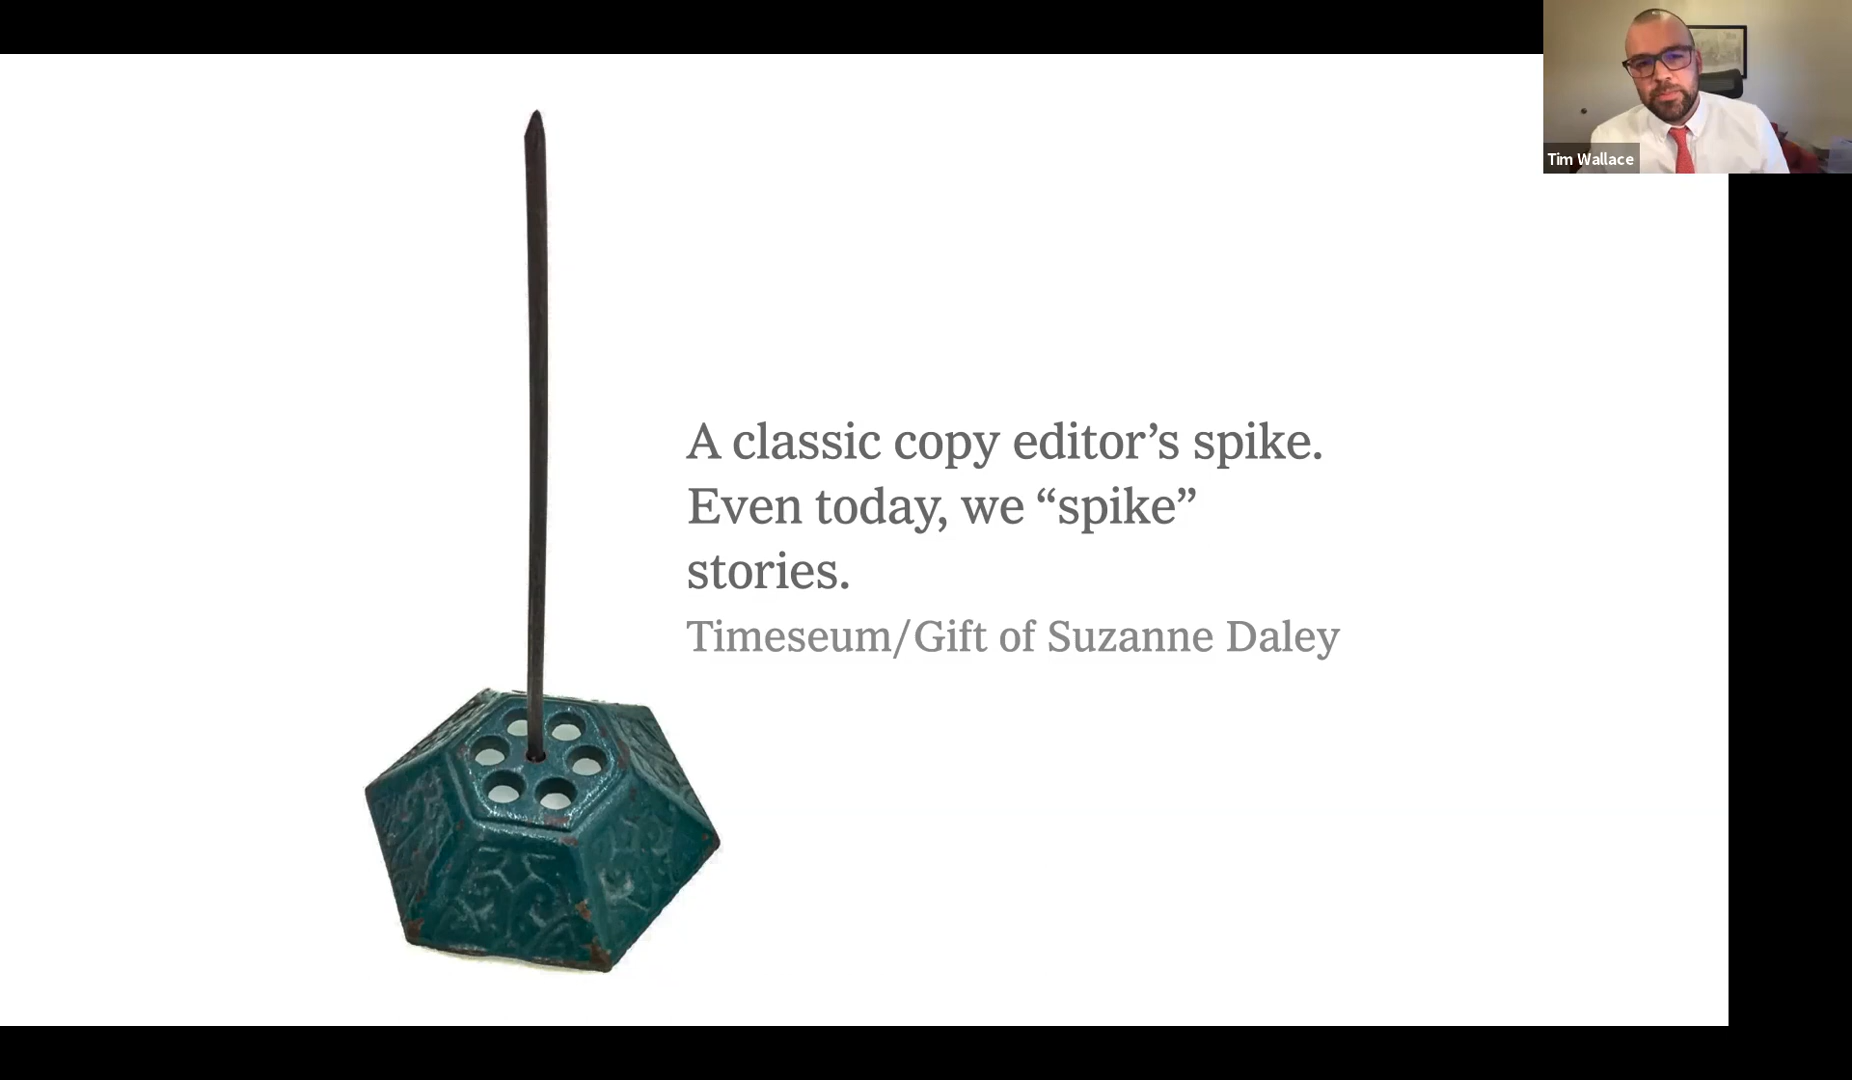 Tim Wallace
A classic copy editor’s spike.
Even today, we “spike”
stories.
Timeseum/Gift of Suzanne Daley